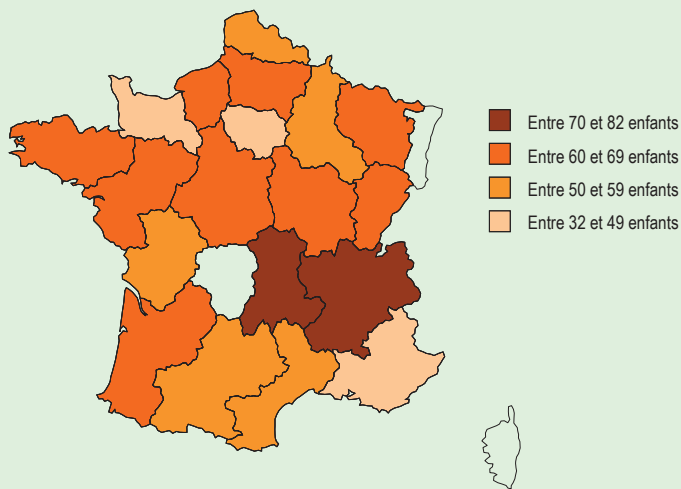 Entre 70 et 82 enfants
Entre 60 et 69 enfants
Entre 50 et 59 enfants
Entre 32 et 49 enfants